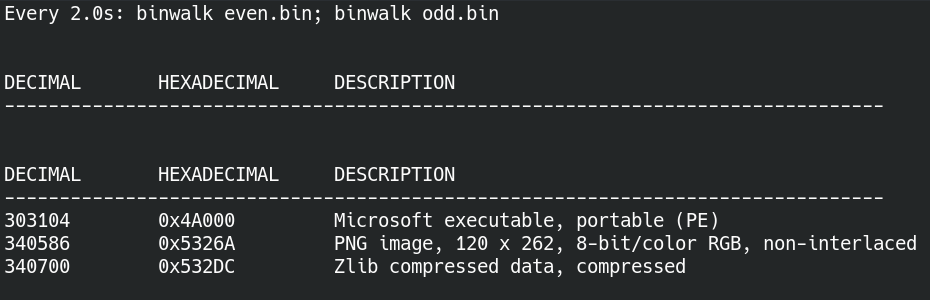 Every 2.0s: binwalk even.bin; binwalk odd.bin
DECIMAL       HEXADECIMAL     DESCRIPTION
--------------------------------------------------------------------------------
DECIMAL       HEXADECIMAL     DESCRIPTION
--------------------------------------------------------------------------------
303104        0x4A000         Microsoft executable, portable (PE)
340586        0x5326A         PNG image, 120 x 262, 8-bit/color RGB, non-interlaced
340700        0x532DC         Zlib compressed data, compressed